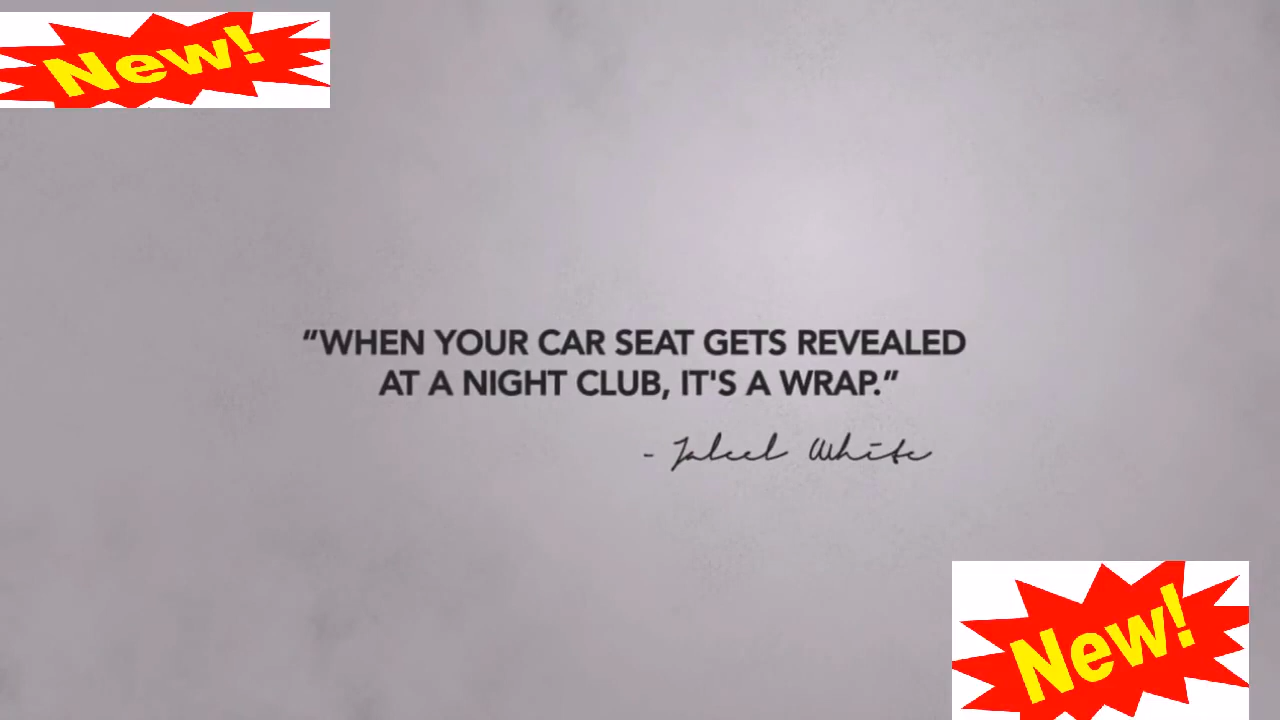 New!
“WHEN YOUR CAR SEAT GETS REVEALED
AT A NIGHT CLUB, IT'S A WRAP.”
- Jaleel White
New!